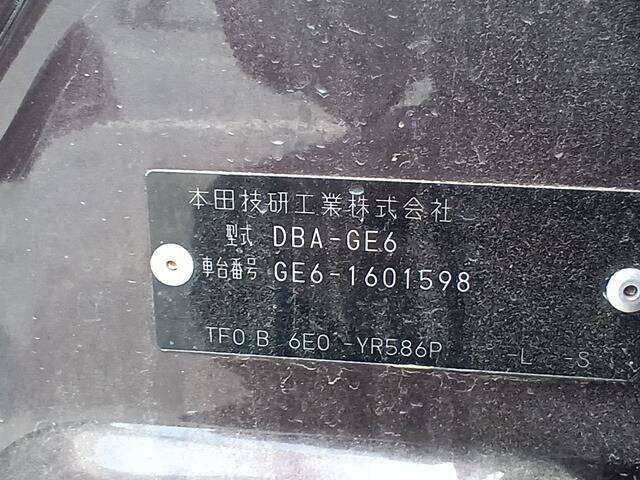 本田技研工業株式会社
型式 DBA-GE6
車台番号 GE6-1601598
TF0 B 6E0 -YR586P -L -S